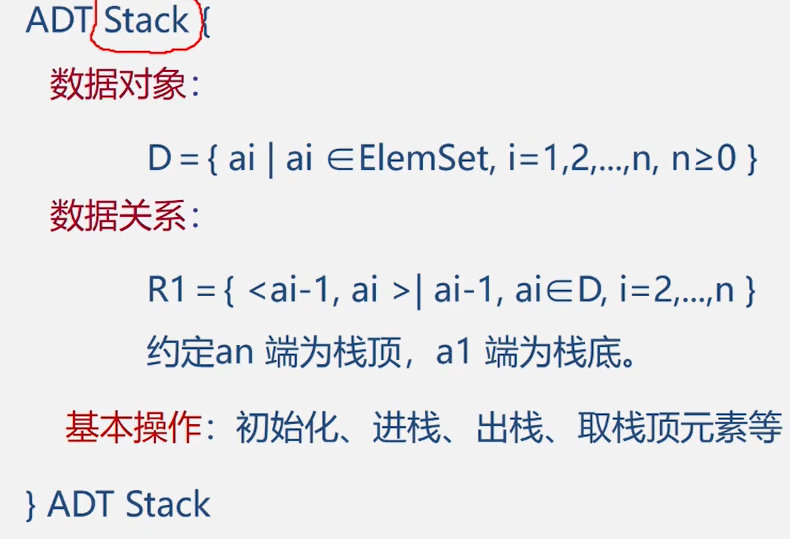 ADT Stack {
数据对象：
D = { ai | ai ∈ElemSet, i=1,2,...,n, n≥0 }
数据关系：
R1 = { <ai-1, ai >| ai-1, ai∈D, i=2,...,n }
约定an 端为栈顶，a1 端为栈底。
基本操作：初始化、进栈、出栈、取栈顶元素等
} ADT Stack